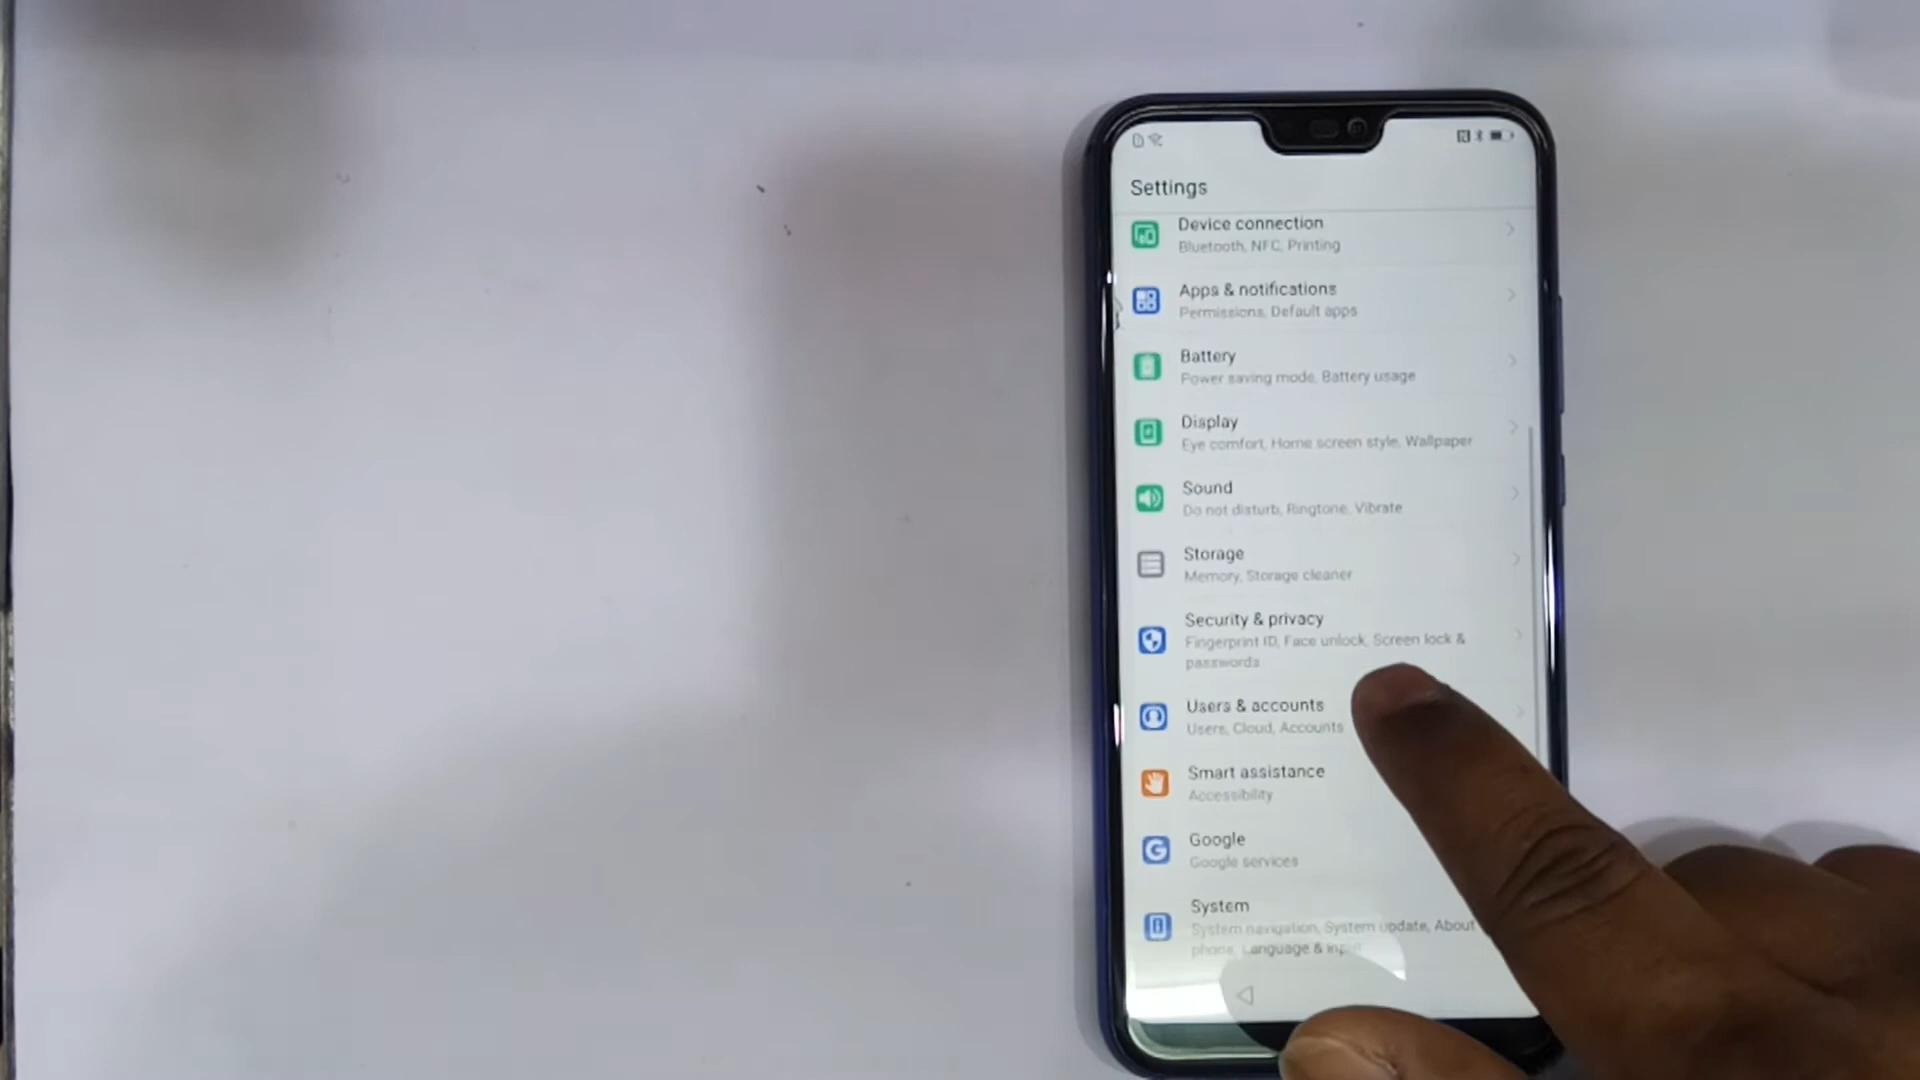 Settings
Device connection
Bluetooth, NFC, Printing
Apps & notifications
Permissions, Default apps
Battery
Power saving mode, Battery usage
Display
Eye comfort, Home screen style, Wallpaper
Sound
Do not disturb, Ringtone, Vibrate
Storage
Memory, Storage cleaner
Security & privacy
Fingerprint ID, Face unlock, Screen lock &
passwords
Users & accounts
Users, Cloud, Accounts
Smart assistance
Accessibility
Google
Google services
System
System navigation, System update, About
phone, Language & input